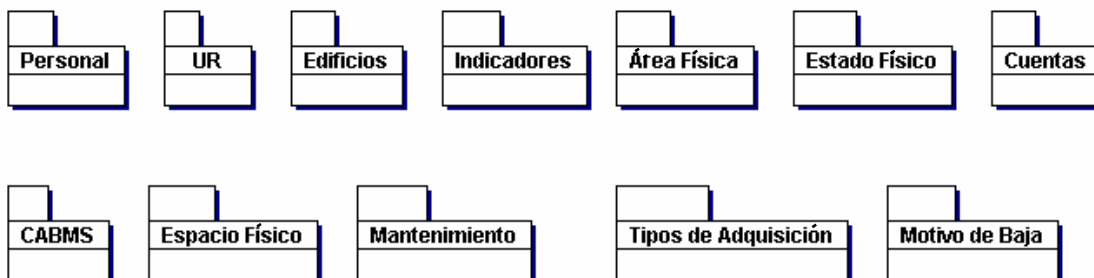 Personal UR Edificios Indicadores Área Física Estado Físico Cuentas
CABMS Espacio Físico Mantenimiento Tipos de Adquisición Motivo de Baja